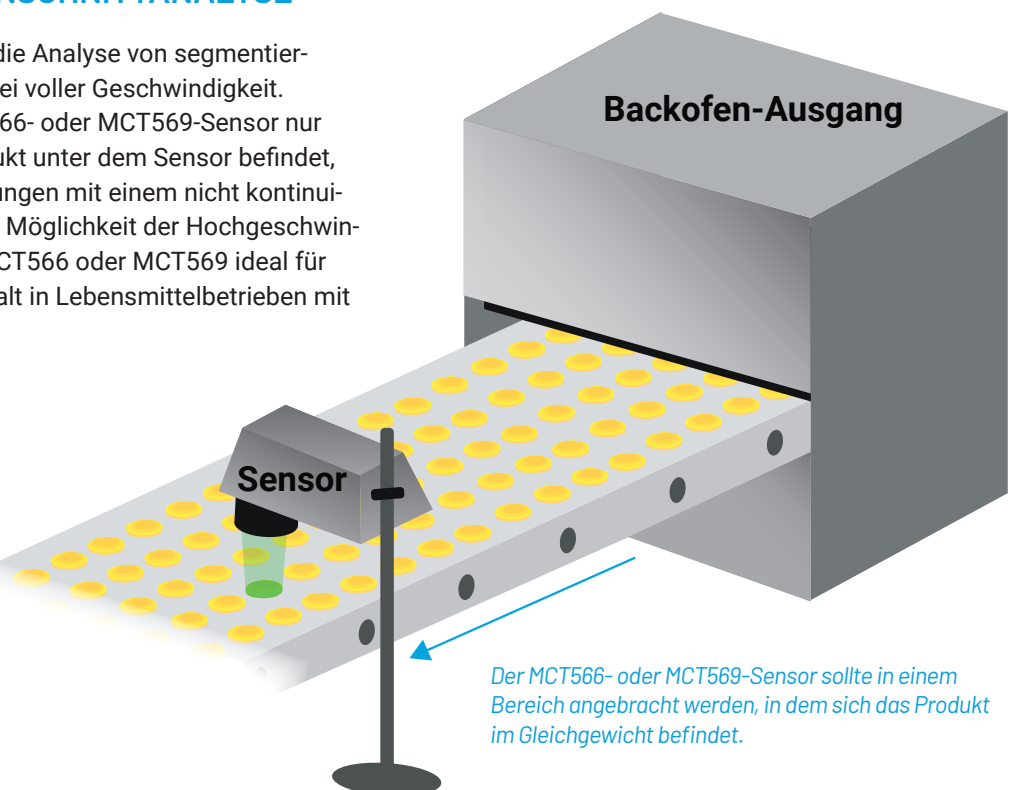 die Analyse von segmentier-
ei voller Geschwindigkeit.
66- oder MCT569-Sensor nur
ukt unter dem Sensor befindet,
ungen mit einem nicht kontinui-
Möglichkeit der Hochgeschwin-
CT566 oder MCT569 ideal für
alt in Lebensmittelbetrieben mit
Backofen-Ausgang
Sensor
Der MCT566- oder MCT569-Sensor sollte in einem
Bereich angebracht werden, in dem sich das Produkt
im Gleichgewicht befindet.